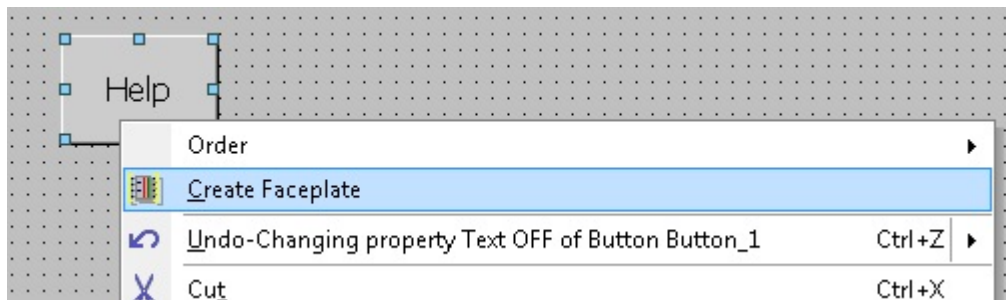 Help
Order
Create Faceplate
Undo-Changing property Text OFF of Button Button_1 Ctrl+Z
Cut Ctrl+X